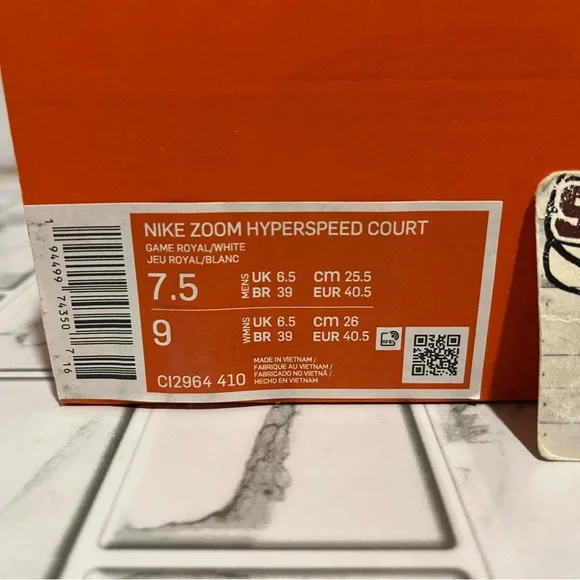 NIKE ZOOM HYPERSPEED COURT
GAME ROYAL/WHITE
JEU ROYAL/BLANC
7.5 MENS UK 6.5 cm 25.5
BR 39 EUR 40.5
9 WMNS UK 6.5 cm 26
BR 39 EUR 40.5
CI2964 410
MADE IN VIETNAM /
FABRIQUE AU VIETNAM /
FABRICADO NO VIETNÃ /
HECHO EN VIETNAM
RFID
1 94499 74350 7 16